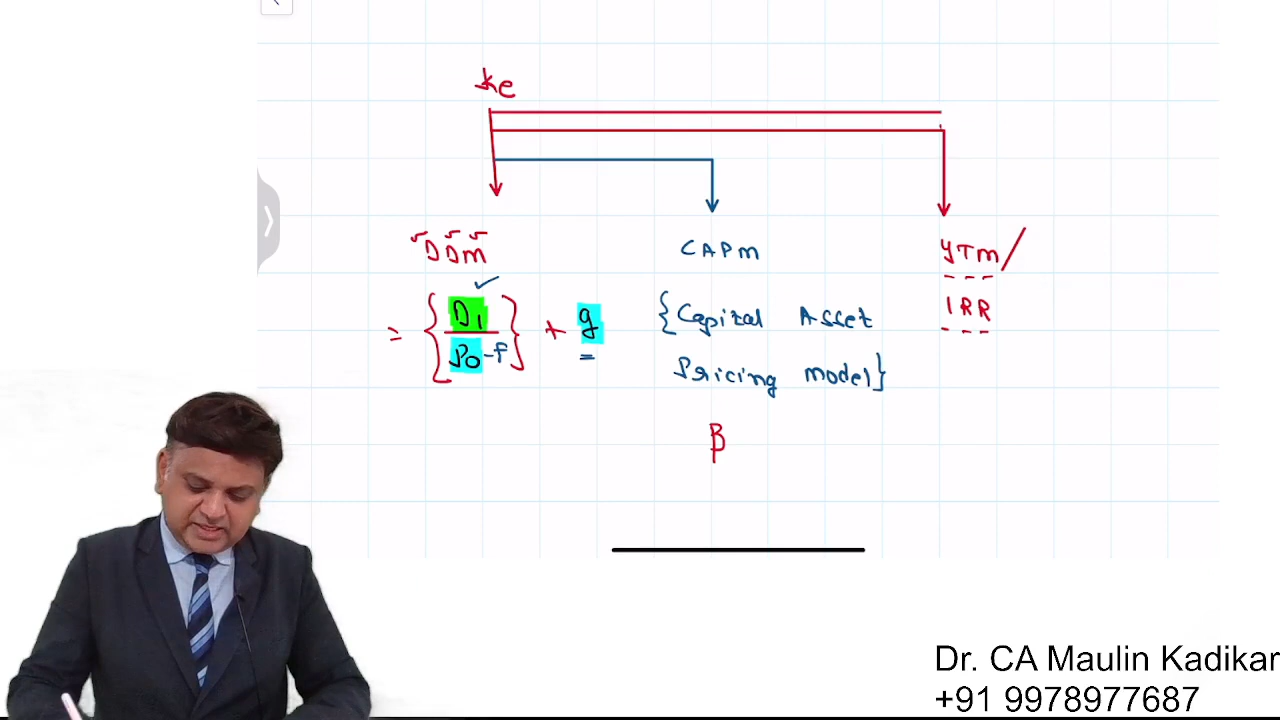 ke
DDM
CAPM
YTM/
IRR
= { D1 / P0-f } + g
{Capital Asset
Pricing model}
β
Dr. CA Maulin Kadikar
+91 9978977687